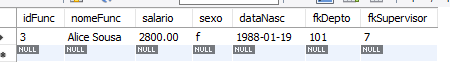 idFunc nomeFunc salario sexo dataNasc fkDepto fkSupervisor
3 Alice Sousa 2800.00 f 1988-01-19 101 7
NULL NULL NULL NULL NULL NULL NULL